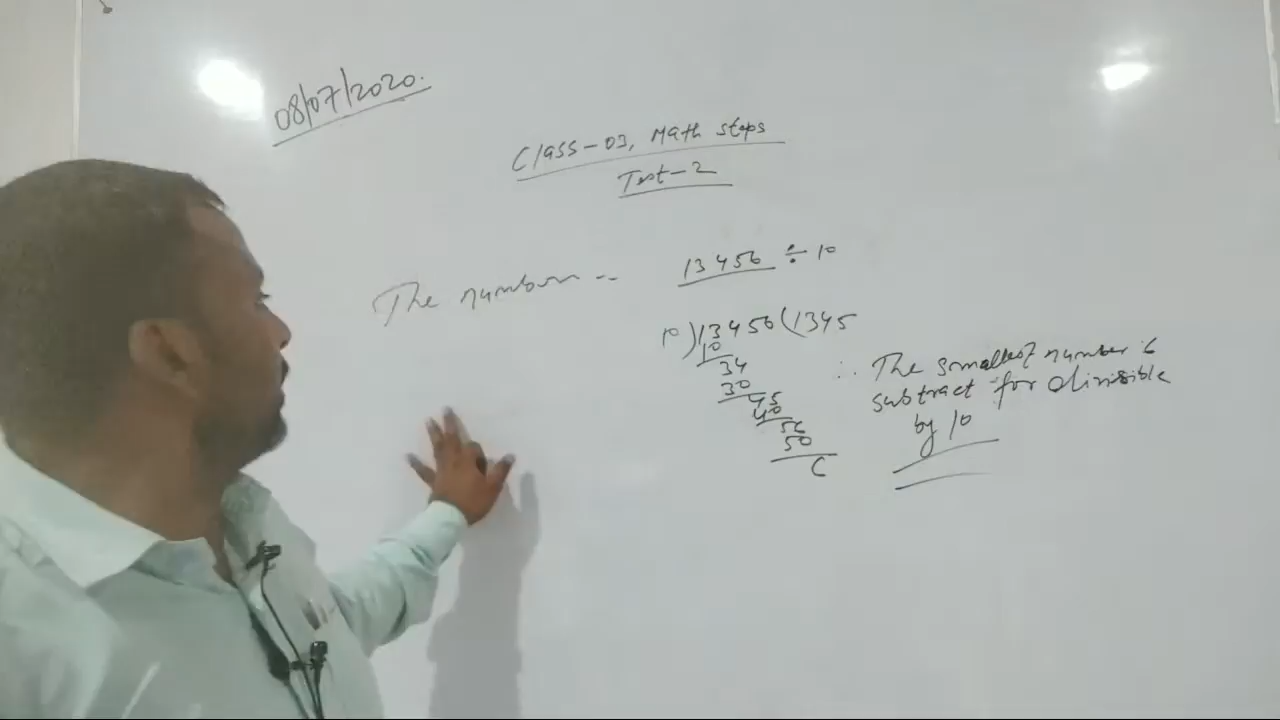 08/07/2020.
Class-03, Math steps
Test-2
The number --
13456 ÷ 10
10)13456(1345
10
34
30
45
40
56
50
6
∴ The smallest number 6
subtract for divisible
by 10